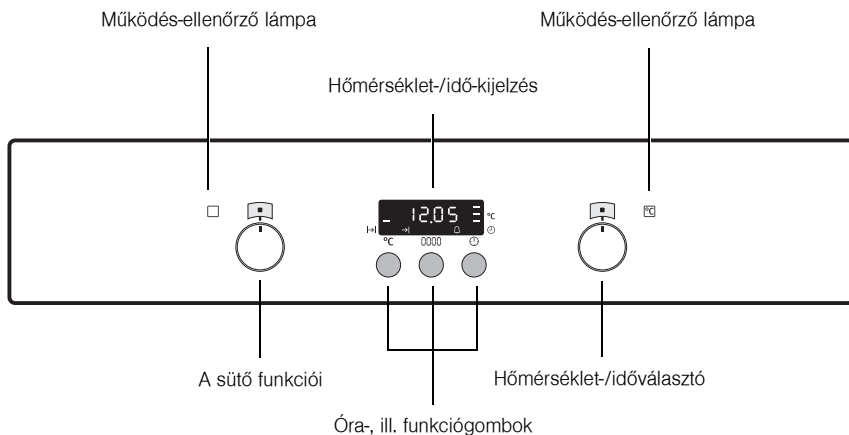 Működés-ellenőrző lámpa
Működés-ellenőrző lámpa
Hőmérséklet-/idő-kijelzés
12.05
°C
°C
°C
0000
A sütő funkciói
Hőmérséklet-/időválasztó
Óra-, ill. funkciógombok